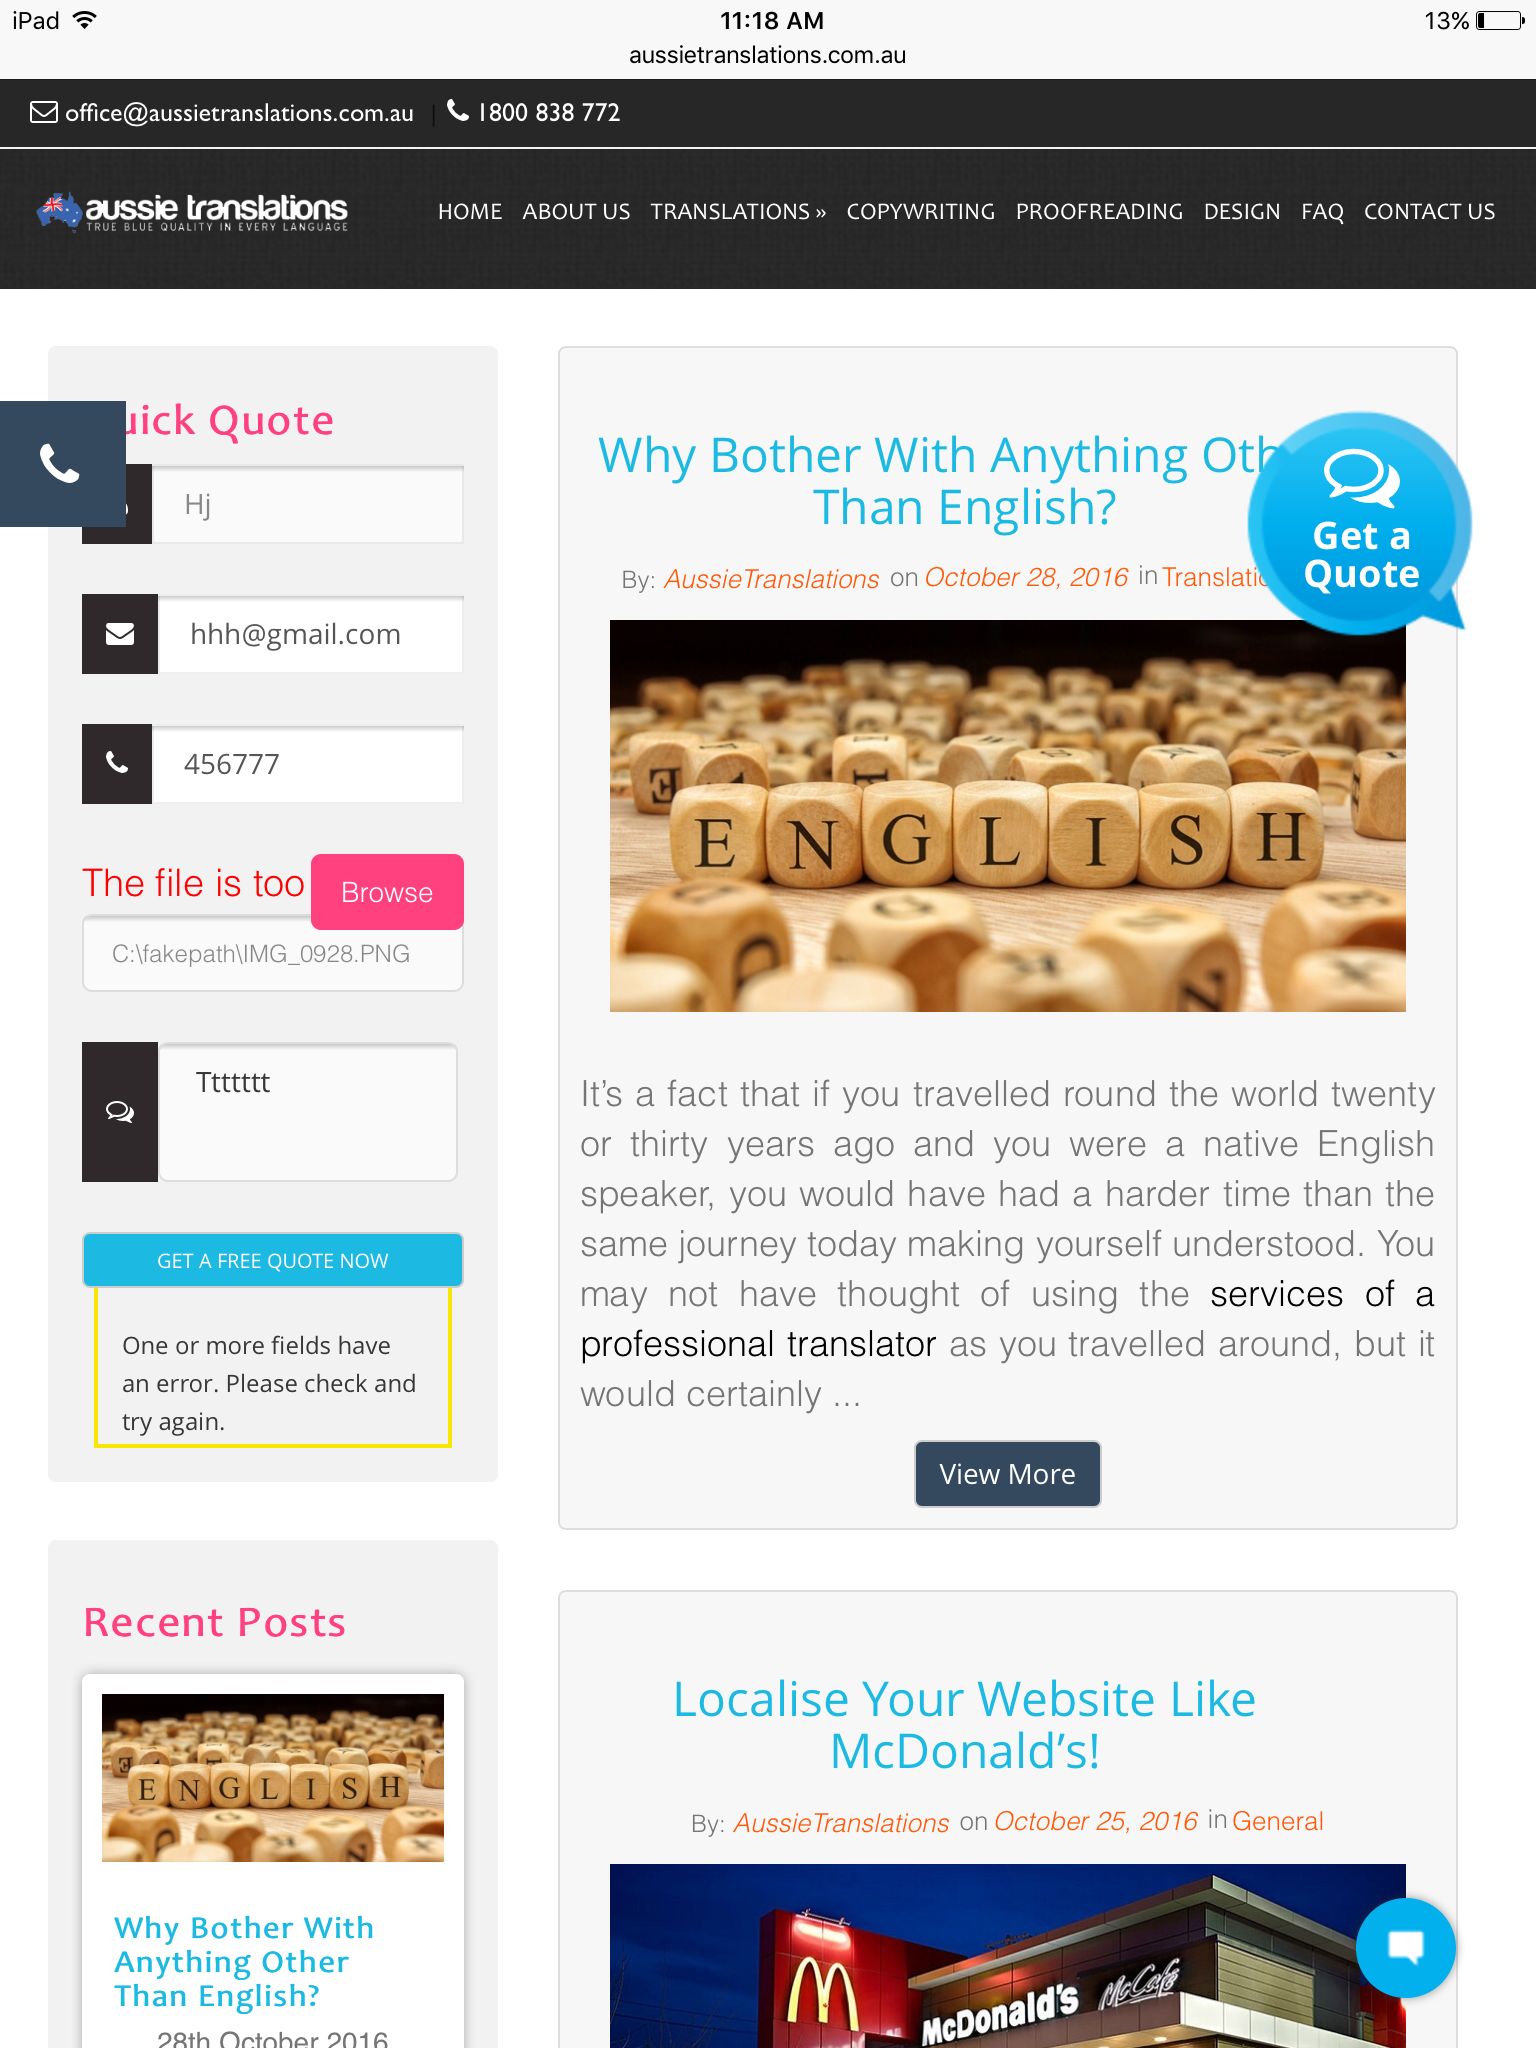 iPad
11:18 AM
13%
aussietranslations.com.au
office@aussietranslations.com.au | 1800 838 772
aussie translations
TRUE BLUE QUALITY IN EVERY LANGUAGE
HOME ABOUT US TRANSLATIONS » COPYWRITING PROOFREADING DESIGN FAQ CONTACT US
uick Quote
Hj
hhh@gmail.com
456777
The file is too
Browse
C:\fakepath\IMG_0928.PNG
Ttttttt
GET A FREE QUOTE NOW
One or more fields have
an error. Please check and
try again.
Recent Posts
ENGLISH
Why Bother With
Anything Other
Than English?
28th October 2016
Why Bother With Anything Oth
Than English?
Get a
Quote
By: AussieTranslations on October 28, 2016 in Translatio
ENGLISH
It’s a fact that if you travelled round the world twenty
or thirty years ago and you were a native English
speaker, you would have had a harder time than the
same journey today making yourself understood. You
may not have thought of using the services of a
professional translator as you travelled around, but it
would certainly ...
View More
Localise Your Website Like
McDonald’s!
By: AussieTranslations on October 25, 2016 in General
McDonald's McCafé